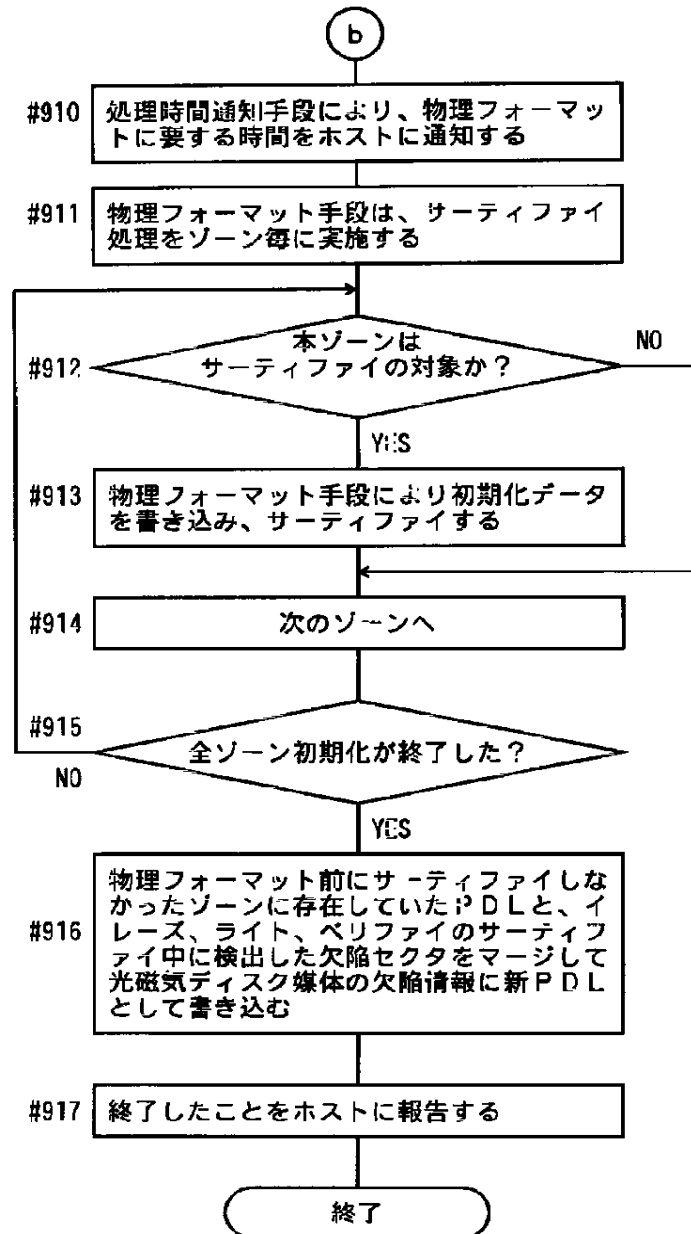 b
#910
処理時間通知手段により、物理フォーマッ
トに要する時間をホストに通知する
#911
物理フォーマット手段は、サーティファイ
処理をゾーン毎に実施する
#912
本ゾーンは
サーティファイの対象か?
NO
YES
#913
物理フォーマット手段により初期化データ
を書き込み、サーティファイする
#914
次のゾーンへ
#915
全ゾーン初期化が終了した?
NO
YES
#916
物理フォーマット前にサーティファイしな
かったゾーンに存在していたPDLと、イ
レーズ、ライト、ベリファイのサーティフ
ァイ中に検出した欠陥セクタをマージして
光磁気ディスク媒体の欠陥情報に新PDL
として書き込む
#917
終了したことをホストに報告する
終了